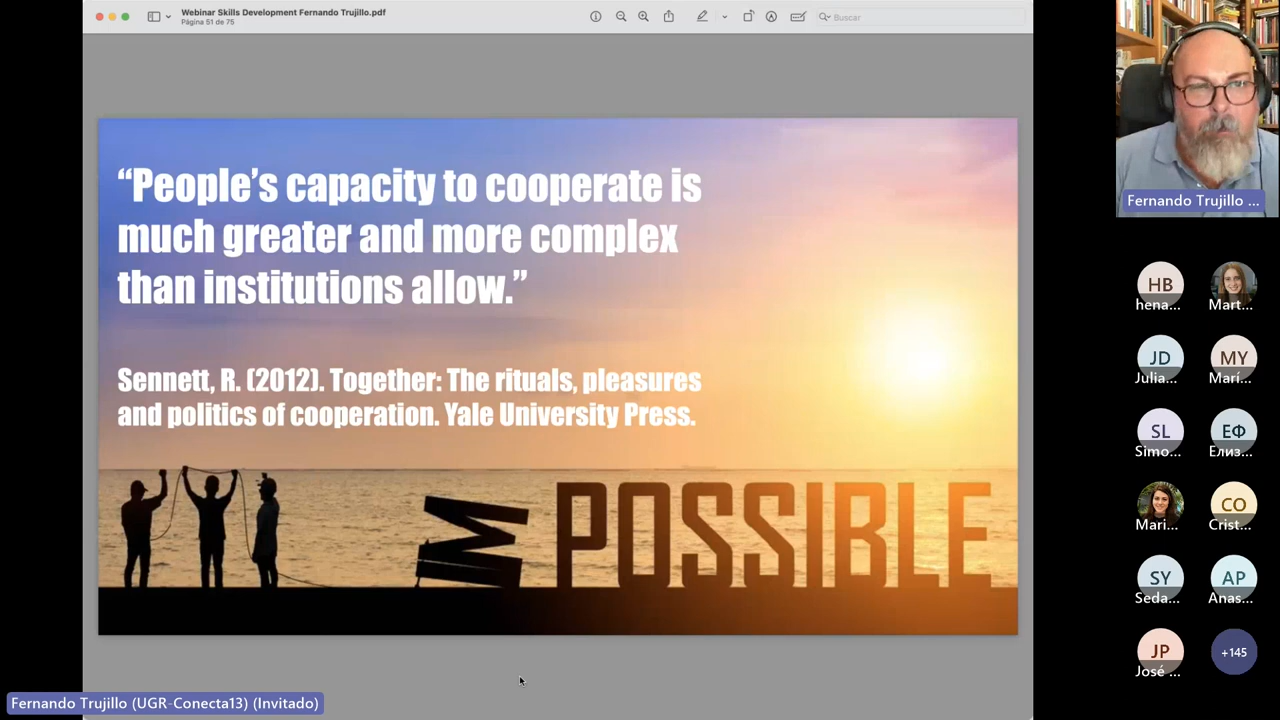 Webinar Skills Development Fernando Trujillo.pdf
Página 51 de 75
Buscar
“People’s capacity to cooperate is
much greater and more complex
than institutions allow.”
Sennett, R. (2012). Together: The rituals, pleasures
and politics of cooperation. Yale University Press.
IM POSSIBLE
Fernando Trujillo (UGR-Conecta13) (Invitado)
Fernando Trujillo ...
HB
hena...
Mart...
JD
Julia...
MY
Marí...
SL
Simo...
ЕФ
Елиз...
Mari...
CO
Crist...
SY
Seda...
AP
Anas...
JP
José ...
+145